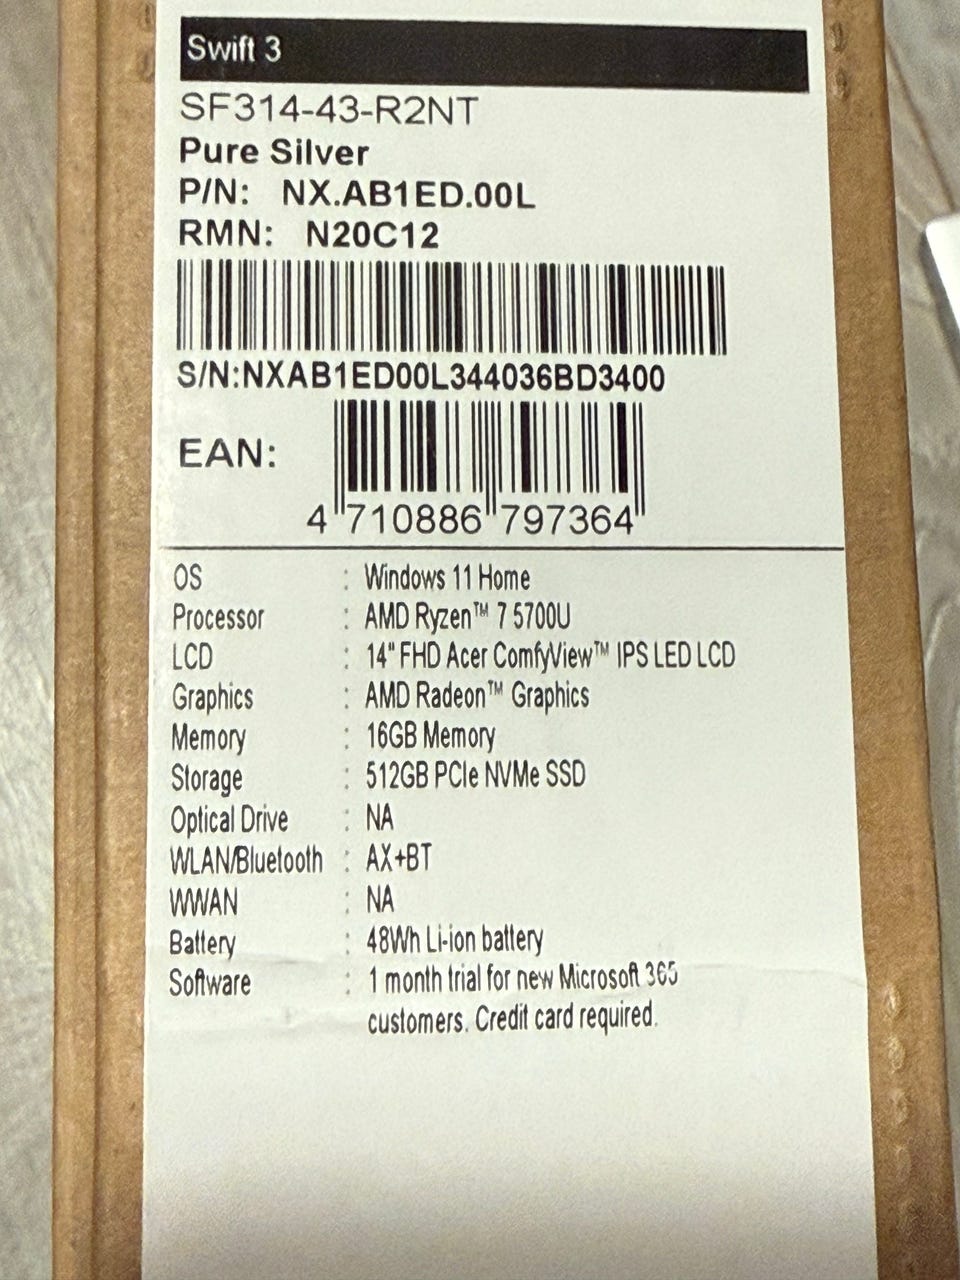 Swift 3
SF314-43-R2NT
Pure Silver
P/N: NX.AB1ED.00L
RMN: N20C12
S/N:NXAB1ED00L344036BD3400
EAN:
4 710886 797364
OS : Windows 11 Home
Processor : AMD Ryzen™ 7 5700U
LCD : 14" FHD Acer ComfyView™ IPS LED LCD
Graphics : AMD Radeon™ Graphics
Memory : 16GB Memory
Storage : 512GB PCIe NVMe SSD
Optical Drive : NA
WLAN/Bluetooth : AX+BT
WWAN : NA
Battery : 48Wh Li-ion battery
Software : 1 month trial for new Microsoft 365
customers. Credit card required.